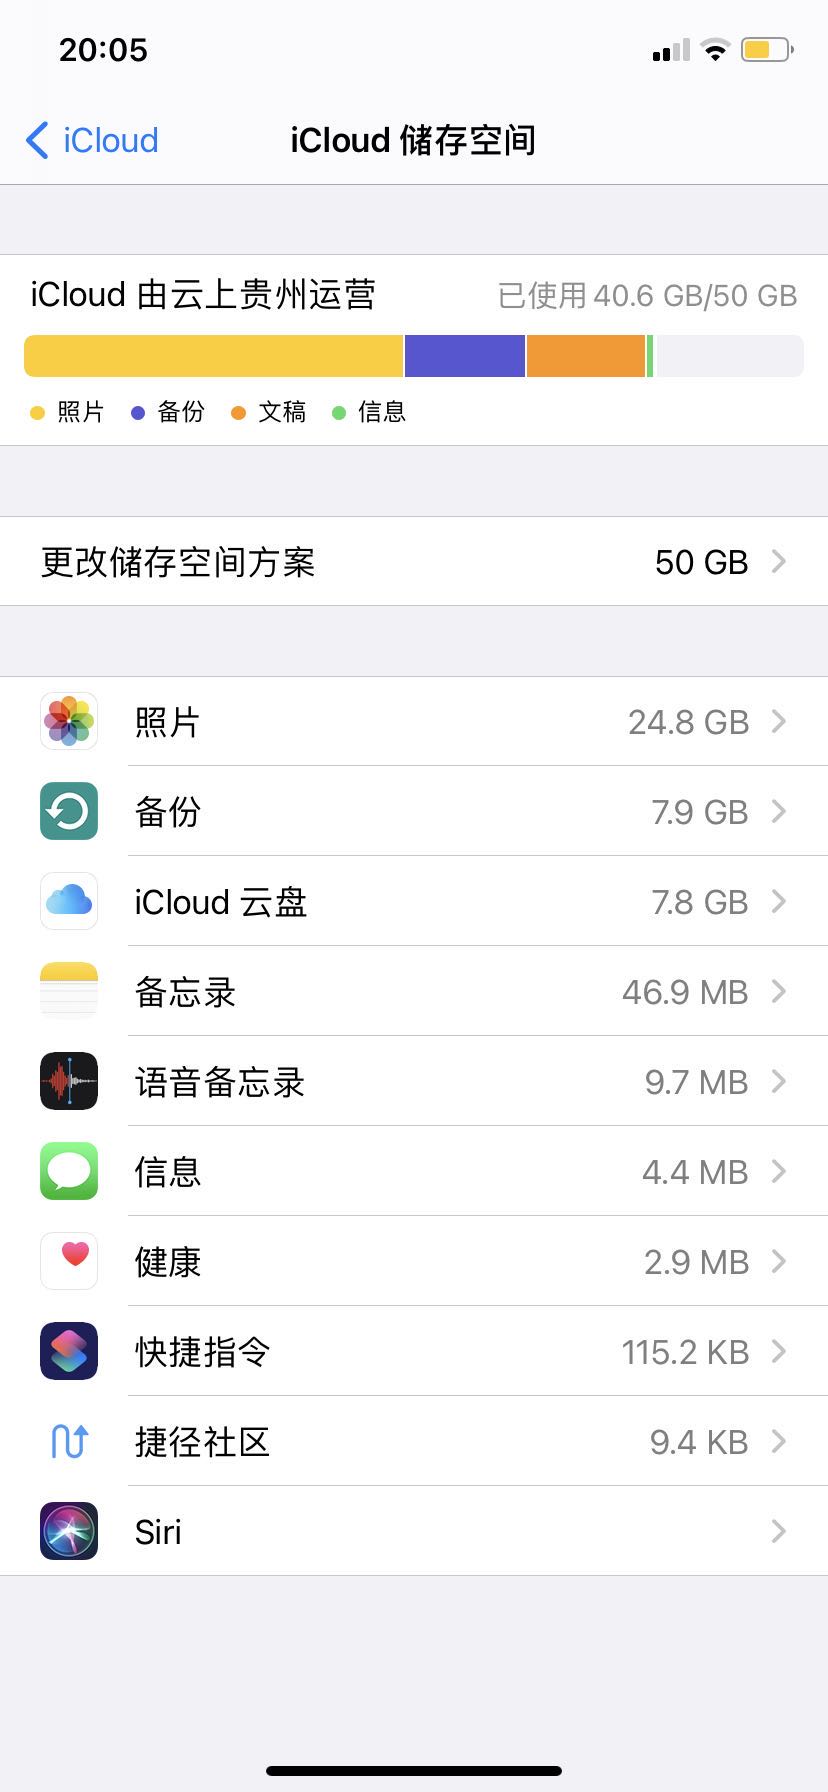 20:05
iCloud iCloud 储存空间
iCloud 由云上贵州运营 已使用 40.6 GB/50 GB
照片 备份 文稿 信息
更改储存空间方案 50 GB
照片 24.8 GB
备份 7.9 GB
iCloud 云盘 7.8 GB
备忘录 46.9 MB
语音备忘录 9.7 MB
信息 4.4 MB
健康 2.9 MB
快捷指令 115.2 KB
捷径社区 9.4 KB
Siri